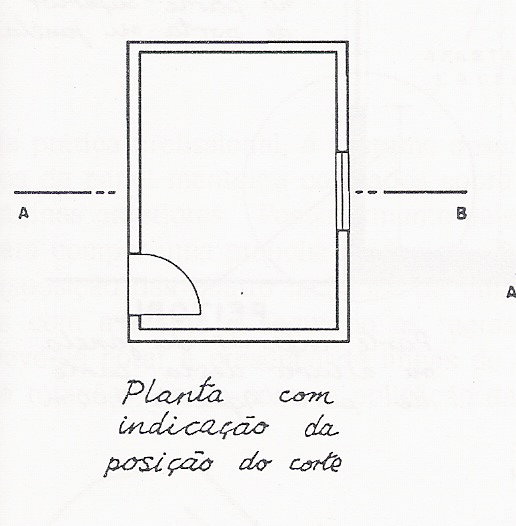 A
B
A
Planta com
indicação da
posição do corte